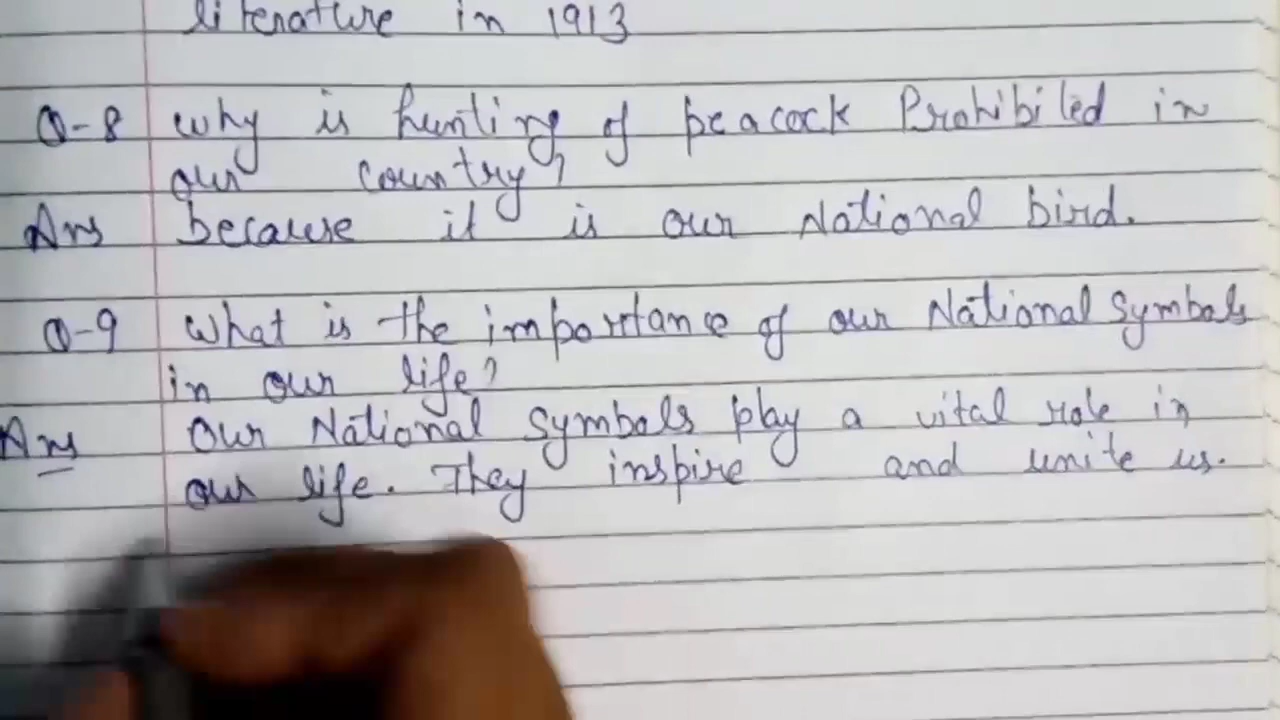 literature in 1913
Q-8 Why is hunting of peacock Prohibited in
our country?
Ans because it is our National bird.
Q-9 What is the importance of our National Symbols
in our life?
Ans Our National Symbols play a vital role in
our life. They inspire and unite us.